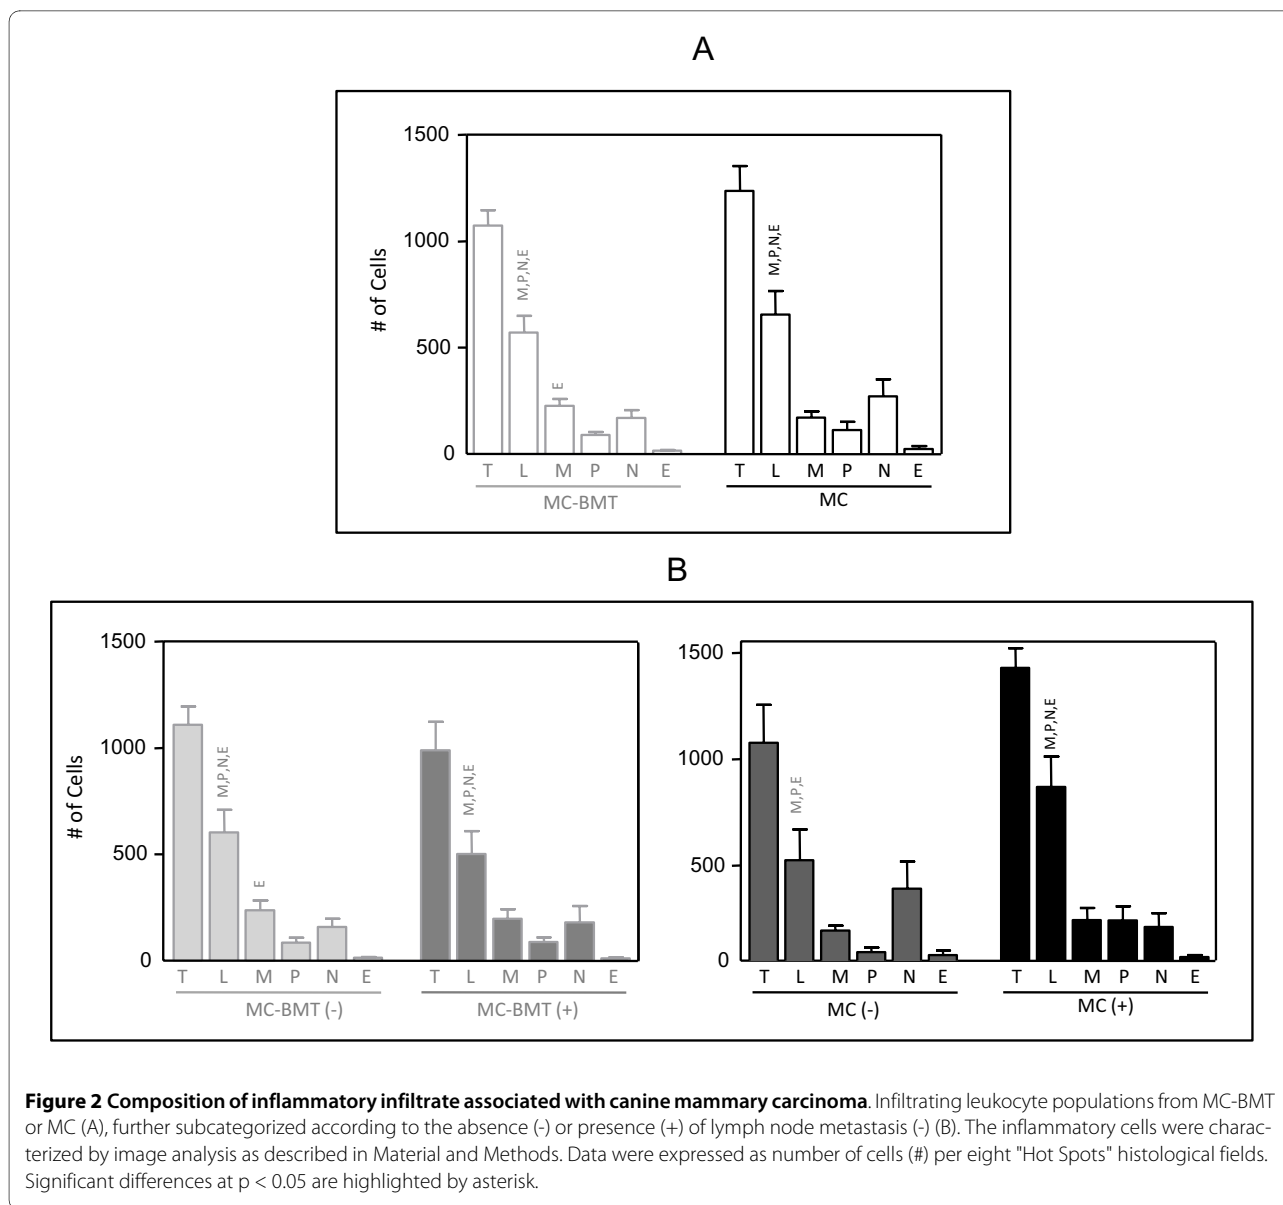 A
1500
1000
500
0
# of Cells
M,P,N,E
E
M,P,N,E
T L M P N E
T L M P N E
MC-BMT
MC
B
1500
1000
500
0
# of Cells
M,P,N,E
E
M,P,N,E
T L M P N E
T L M P N E
MC-BMT (-)
MC-BMT (+)
1500
1000
500
0
M,P,E
M,P,N,E
T L M P N E
T L M P N E
MC (-)
MC (+)
Figure 2 Composition of inflammatory infiltrate associated with canine mammary carcinoma. Infiltrating leukocyte populations from MC-BMT
or MC (A), further subcategorized according to the absence (-) or presence (+) of lymph node metastasis (-) (B). The inflammatory cells were charac-
terized by image analysis as described in Material and Methods. Data were expressed as number of cells (#) per eight "Hot Spots" histological fields.
Significant differences at p < 0.05 are highlighted by asterisk.